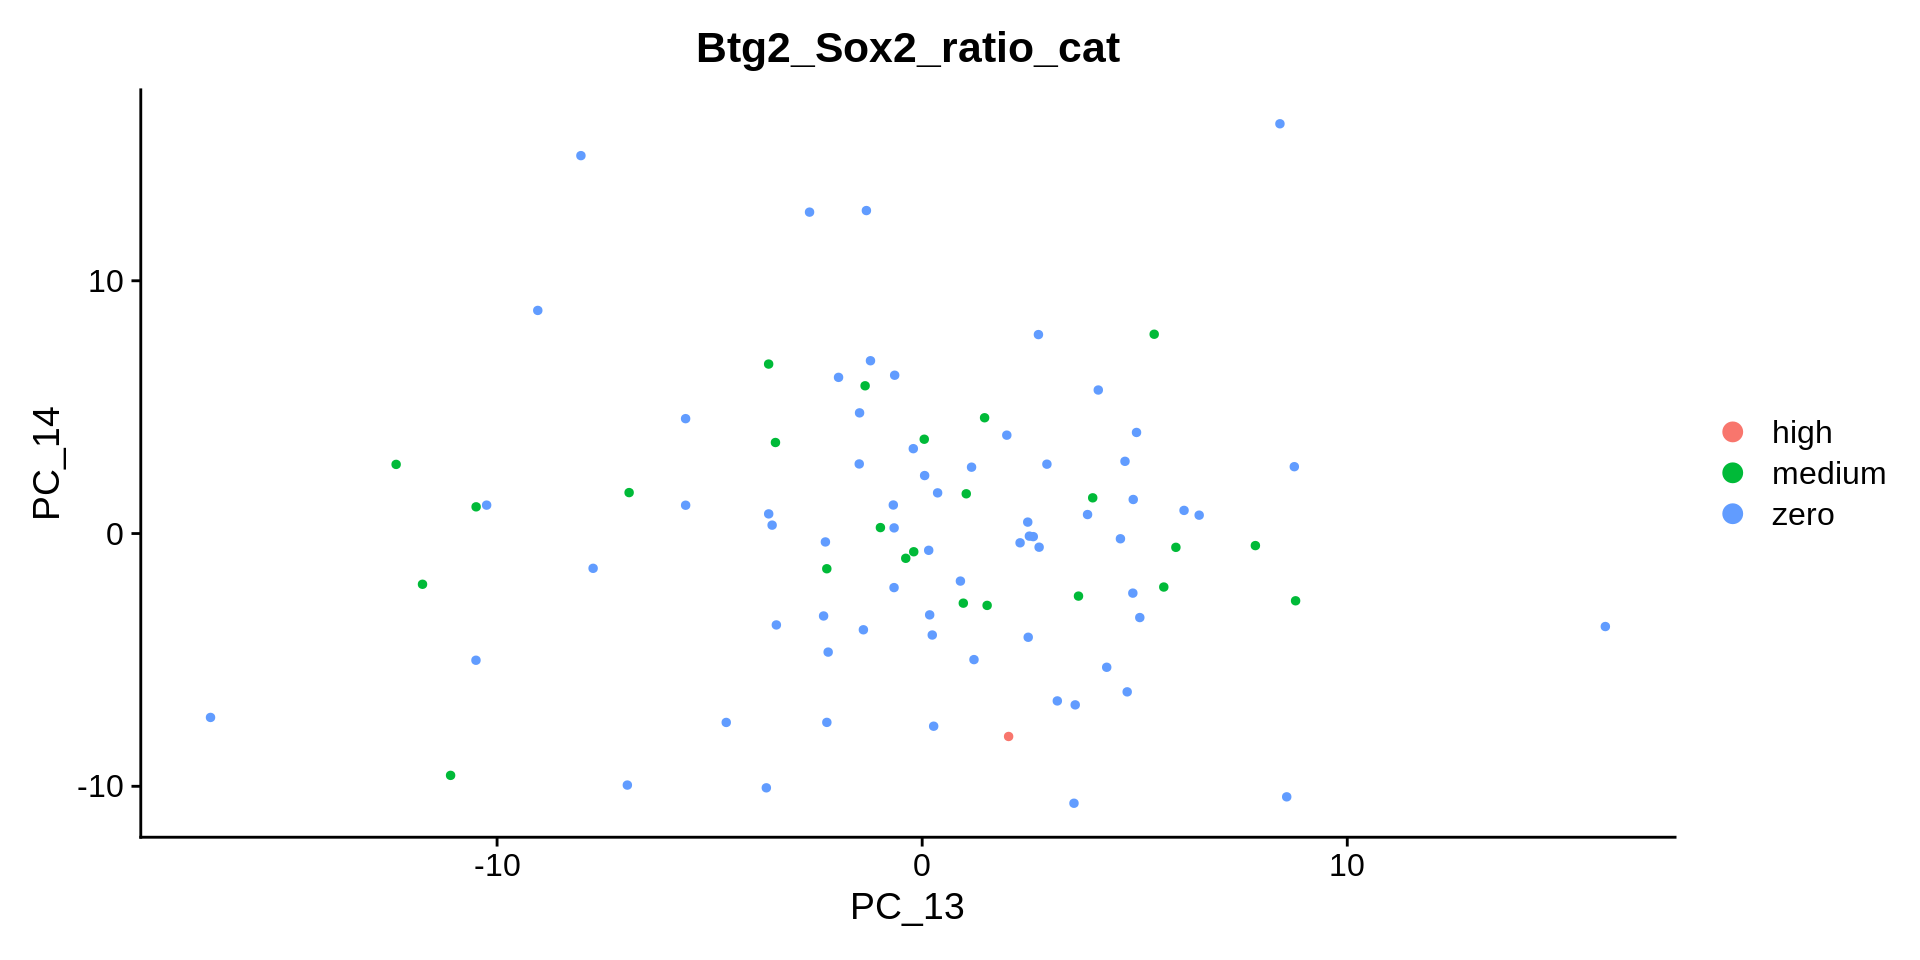 Btg2_Sox2_ratio_cat
10
0
-10
PC_14
-10
0
10
PC_13
high
medium
zero